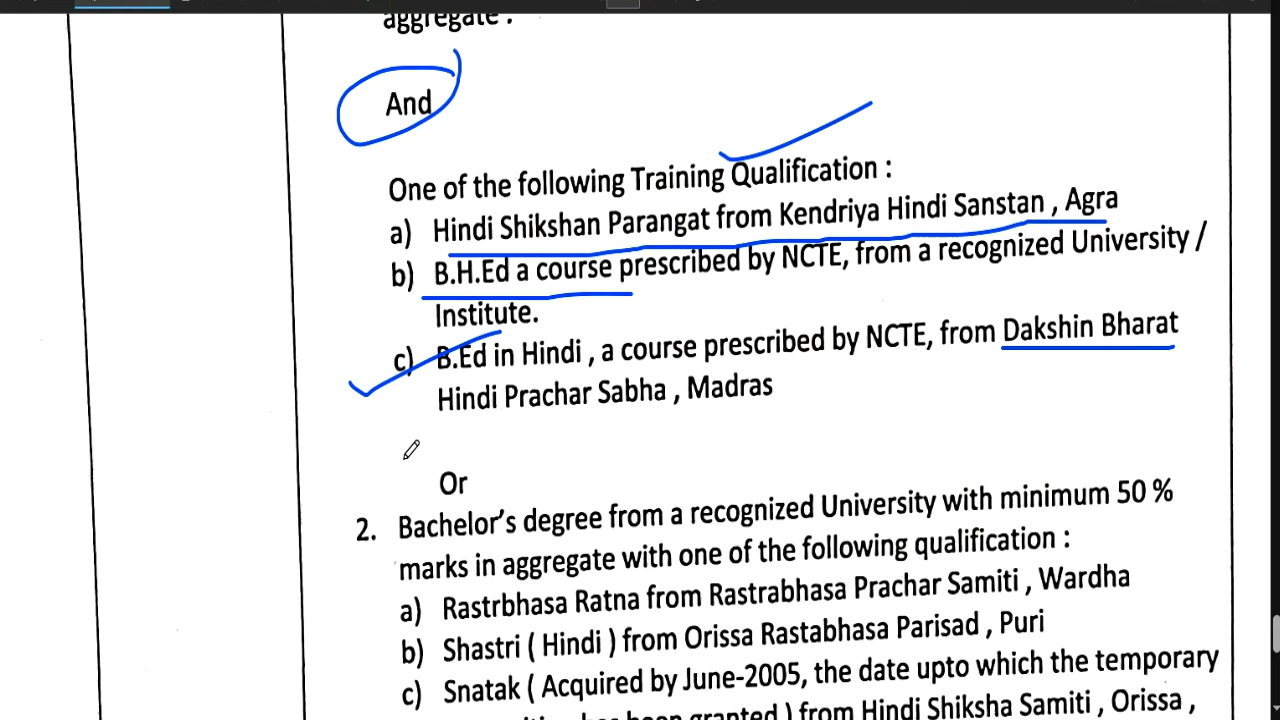 aggregate .
And
One of the following Training Qualification :
a) Hindi Shikshan Parangat from Kendriya Hindi Sanstan , Agra
b) B.H.Ed a course prescribed by NCTE, from a recognized University /
Institute.
c) B.Ed in Hindi , a course prescribed by NCTE, from Dakshin Bharat
Hindi Prachar Sabha , Madras
Or
2. Bachelor's degree from a recognized University with minimum 50 %
marks in aggregate with one of the following qualification :
a) Rastrbhasa Ratna from Rastrabhasa Prachar Samiti , Wardha
b) Shastri ( Hindi ) from Orissa Rastabhasa Parisad , Puri
c) Snatak ( Acquired by June-2005, the date upto which the temporary
has been granted ) from Hindi Shiksha Samiti , Orissa ,